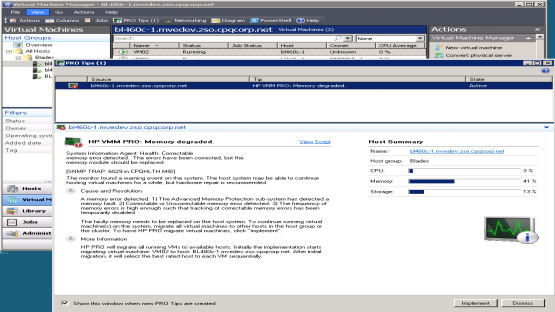 Virtual Machine Manager - BL480c-1.mvedev.zso.cpqcorp.net
File View Go Actions Help
Actions Columns Jobs PRO Tips (1) Networking Diagram PowerShell Help
Virtual Machines
Host Groups
Overview
All Hosts
Blades
Filters
Status
Owner
Operating syste
Added date
Tag
Hosts
Virtual M
Library
Jobs
Administ
bl460c-1.mvedev.zso.cpqcorp.net Virtual Machines (2)
Search None
Name Status Job Status Host Owner CPU Average
VM02 Running bl460c-1 Unknown 0 %
Actions
Virtual Machine Manager
New virtual machine
Convert physical server
PRO Tips (1)
Source Tip State
bl460c-1.mvedev.zso.cpqcorp.net HP VMM PRO: Memory degraded. Active
bl460c-1.mvedev.zso.cpqcorp.net
HP VMM PRO: Memory degraded. View Script
System Information Agent: Health: Correctable
memory error detected. The errors have been corrected, but the
memory module should be replaced.
[SNMP TRAP: 6029 in CPQHLTH.MIB]
The monitor found a warning event on the system. The host system may be able to continue
hosting virtual machines for a while, but hardware repair is recommended.
Cause and Resolution
A memory error detected. 1) The Advanced Memory Protection sub-system has detected a
memory fault. 2) Correctable or Uncorrectable memory error detected. 3) The frequency of
memory errors is high enough such that tracking of correctable memory errors has been
temporarily disabled
The faulty memory needs to be replaced on the host system. To continue running virtual
machine(s) on the system, migrate all virtual machines to other hosts in the host group or
the cluster. To have HP PRO migrate virtual machines, click "implement".
More Information
HP PRO will migrate all running VMs to available hosts. Initially the implementation starts
migrating virtual machine: VM02 to host: BL480c-1.mvedev.zso.cpqcorp.net. After initial
migration, it will select the best rated host to each VM sequentially.
Host Summary
Name: bl460c-1.mvedev.zso.cpqcorp.net
Host group: Blades
CPU: 3 %
Memory: 41 %
Storage: 13 %
Show this window when new PRO Tips are created
Implement Dismiss